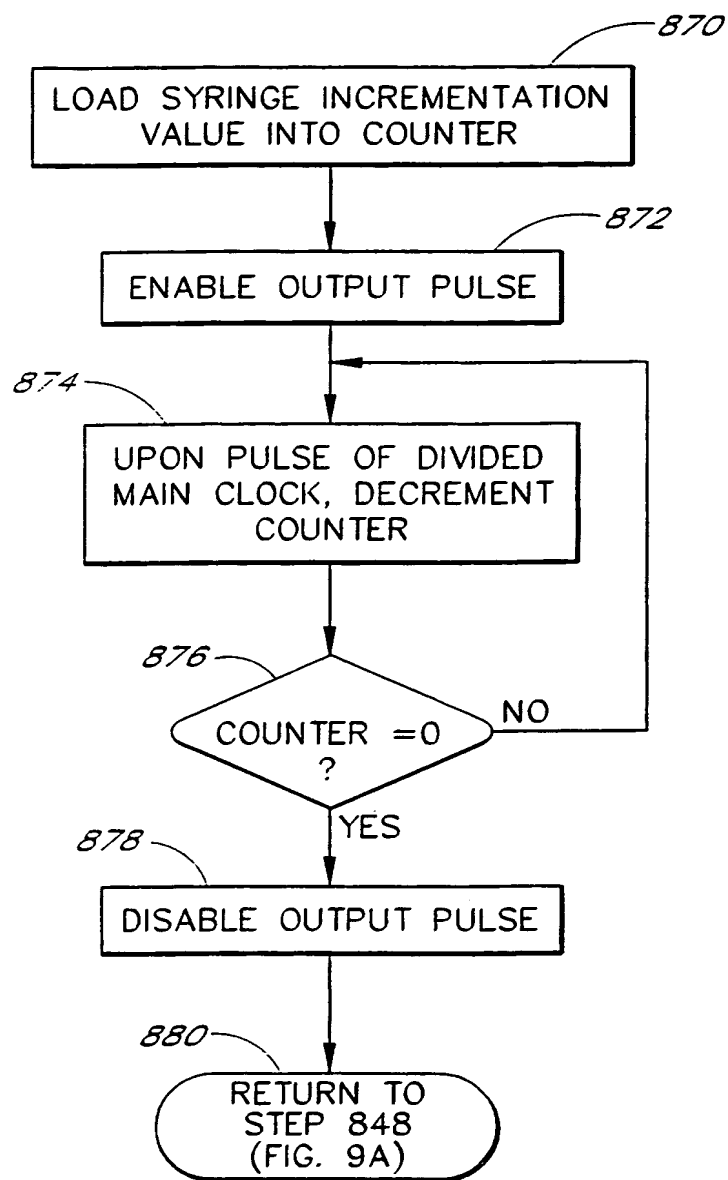 870
LOAD SYRINGE INCREMENTATION
VALUE INTO COUNTER
872
ENABLE OUTPUT PULSE
874
UPON PULSE OF DIVIDED
MAIN CLOCK, DECREMENT
COUNTER
876
COUNTER =0
?
NO
YES
878
DISABLE OUTPUT PULSE
880
RETURN TO
STEP 848
(FIG. 9A)